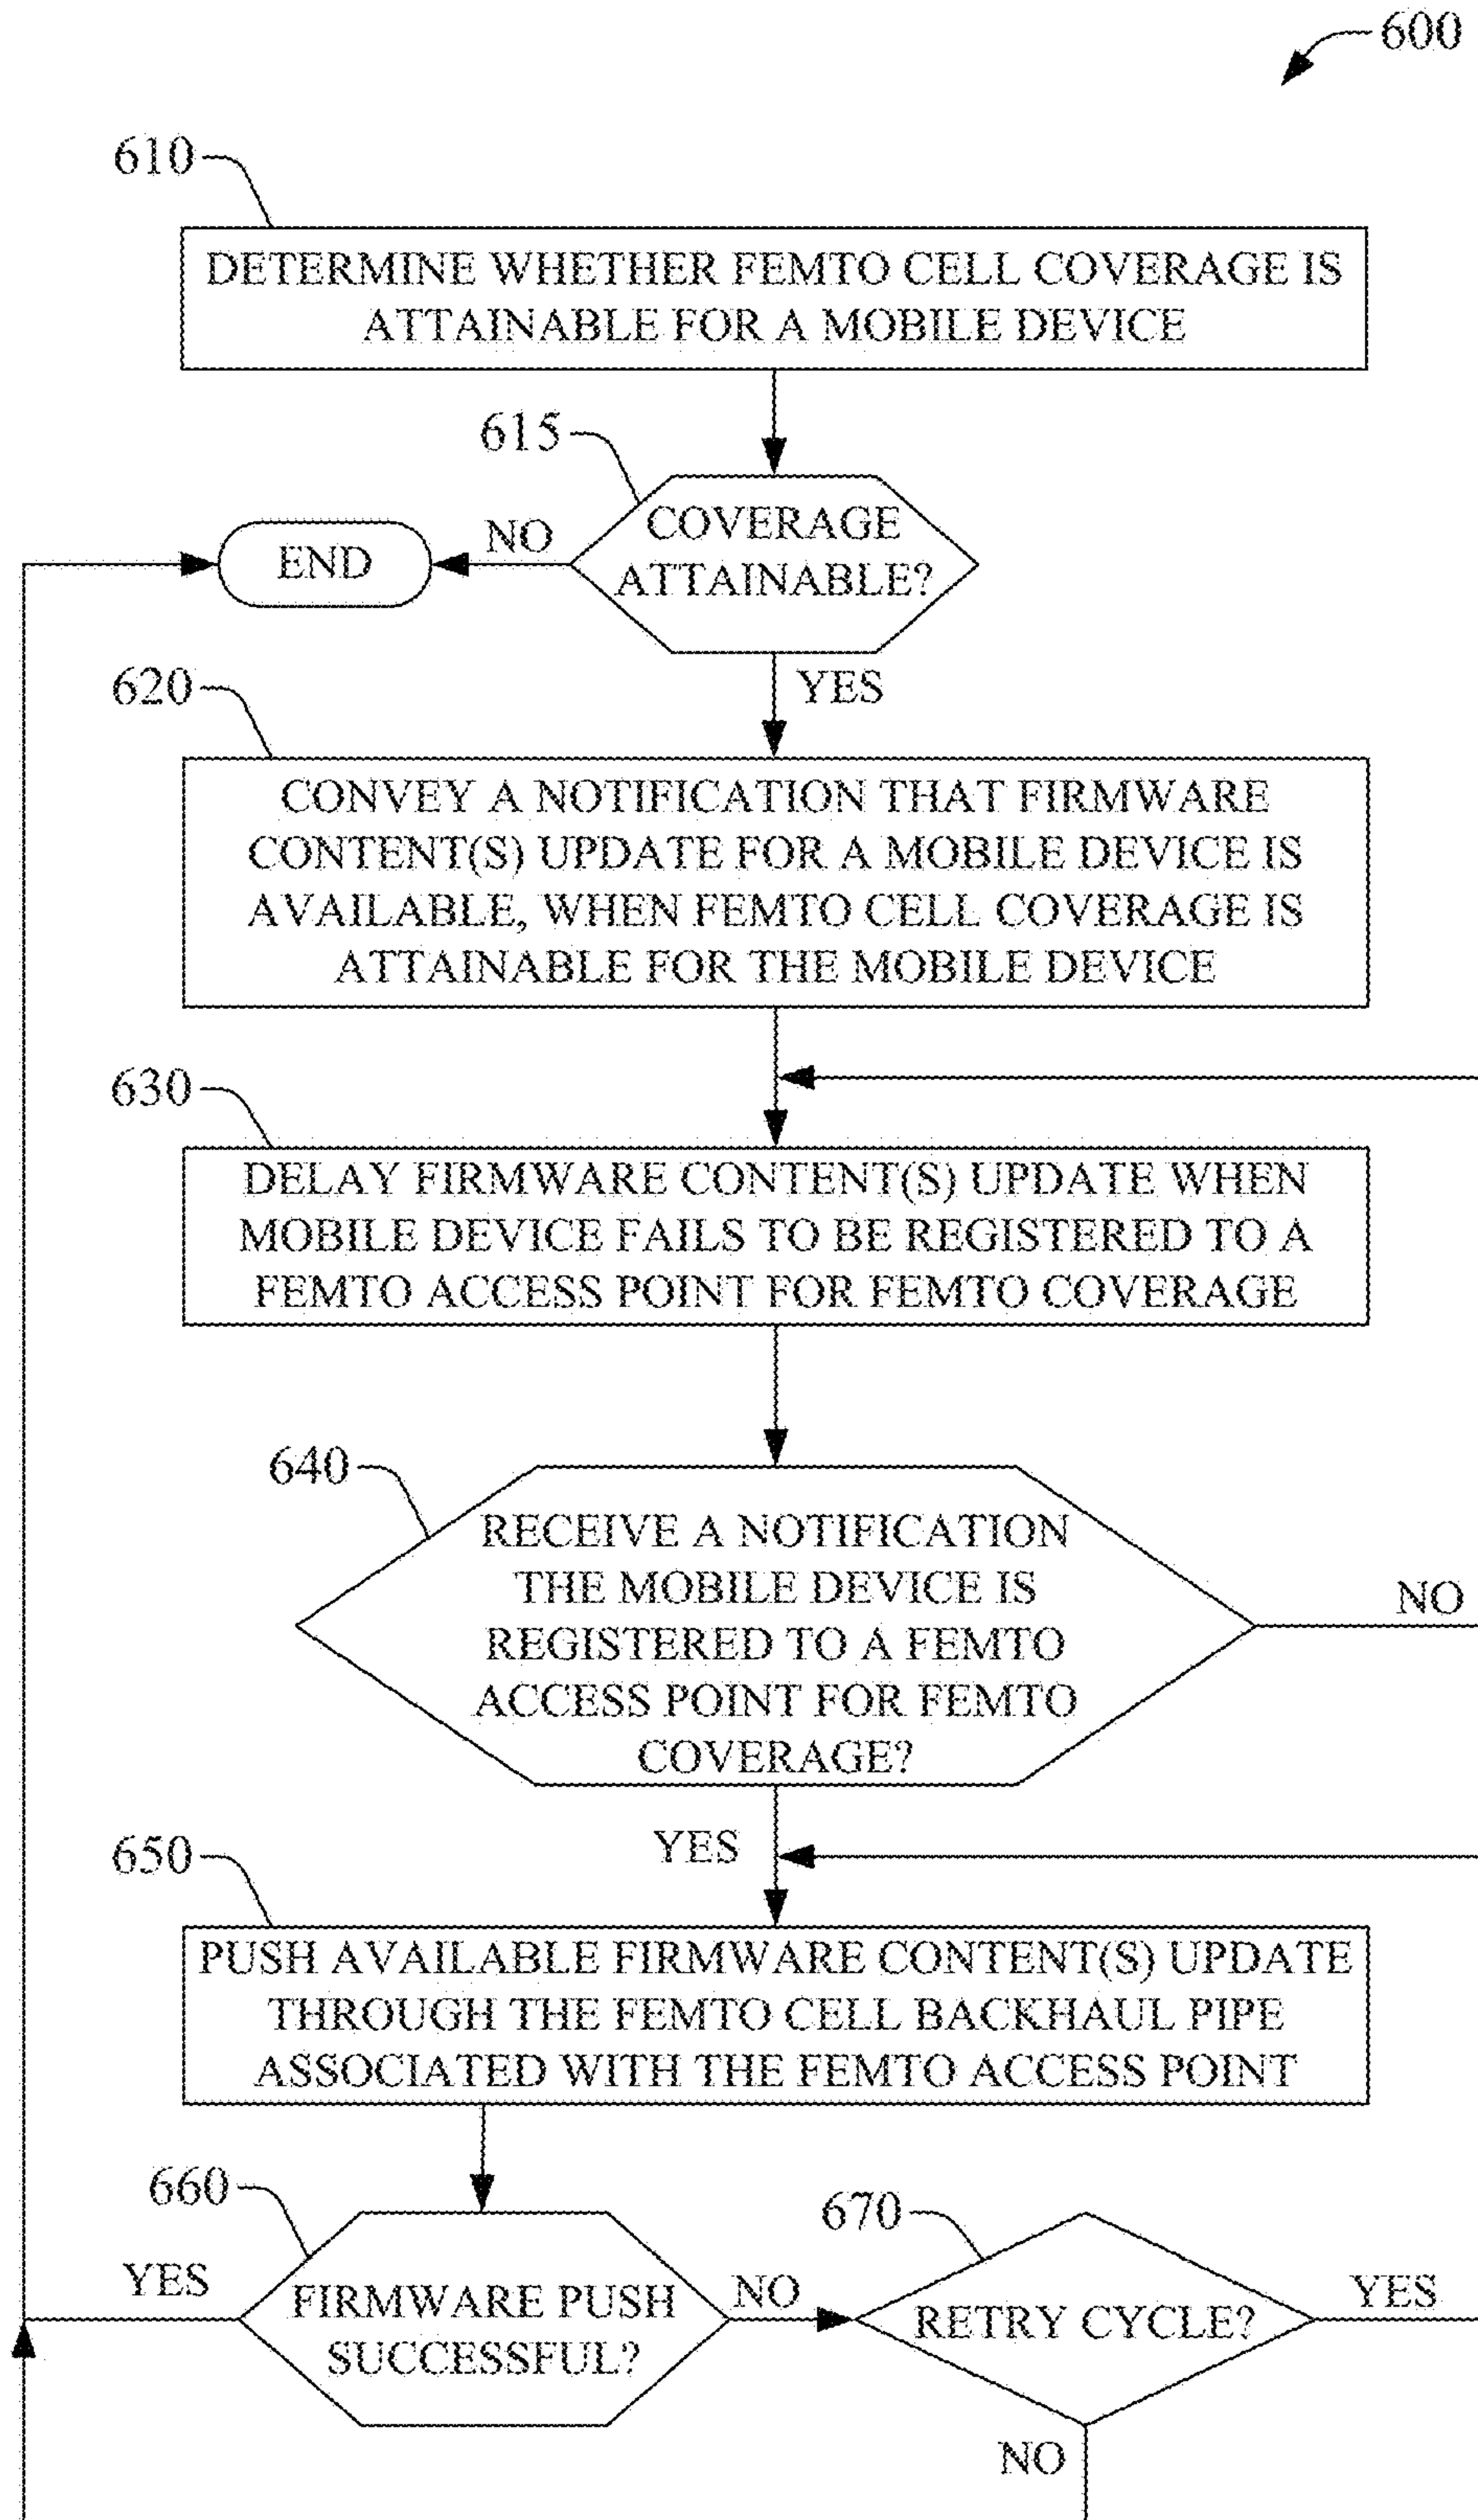 600
610
DETERMINE WHETHER FEMTO CELL COVERAGE IS
ATTAINABLE FOR A MOBILE DEVICE
615
COVERAGE
ATTAINABLE?
NO
END
YES
620
CONVEY A NOTIFICATION THAT FIRMWARE
CONTENT(S) UPDATE FOR A MOBILE DEVICE IS
AVAILABLE, WHEN FEMTO CELL COVERAGE IS
ATTAINABLE FOR THE MOBILE DEVICE
630
DELAY FIRMWARE CONTENT(S) UPDATE WHEN
MOBILE DEVICE FAILS TO BE REGISTERED TO A
FEMTO ACCESS POINT FOR FEMTO COVERAGE
640
RECEIVE A NOTIFICATION
THE MOBILE DEVICE IS
REGISTERED TO A FEMTO
ACCESS POINT FOR FEMTO
COVERAGE?
NO
YES
650
PUSH AVAILABLE FIRMWARE CONTENT(S) UPDATE
THROUGH THE FEMTO CELL BACKHAUL PIPE
ASSOCIATED WITH THE FEMTO ACCESS POINT
660
YES
FIRMWARE PUSH
SUCCESSFUL?
NO
670
RETRY CYCLE?
YES
NO